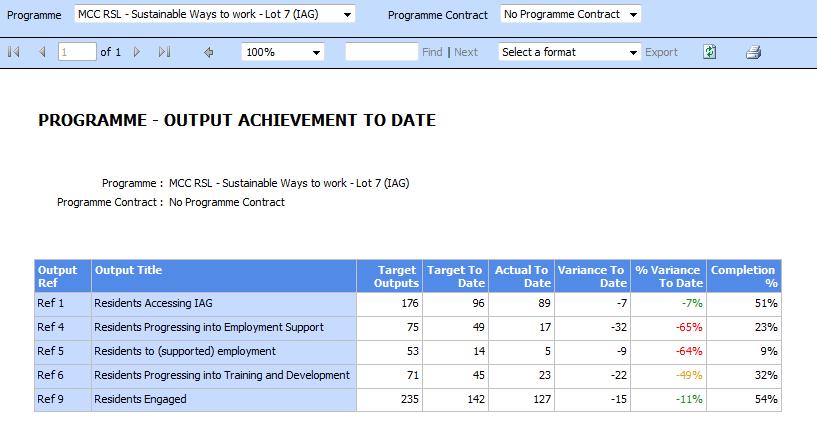 Programme MCC RSL - Sustainable Ways to work - Lot 7 (IAG) Programme Contract No Programme Contract
1 of 1 100% Find | Next Select a format Export
PROGRAMME - OUTPUT ACHIEVEMENT TO DATE
Programme : MCC RSL - Sustainable Ways to work - Lot 7 (IAG)
Programme Contract : No Programme Contract
Output Ref Output Title Target Outputs Target To Date Actual To Date Variance To Date % Variance To Date Completion %
Ref 1 Residents Accessing IAG 176 96 89 -7 -7% 51%
Ref 4 Residents Progressing into Employment Support 75 49 17 -32 -65% 23%
Ref 5 Residents to (supported) employment 53 14 5 -9 -64% 9%
Ref 6 Residents Progressing into Training and Development 71 45 23 -22 -49% 32%
Ref 9 Residents Engaged 235 142 127 -15 -11% 54%